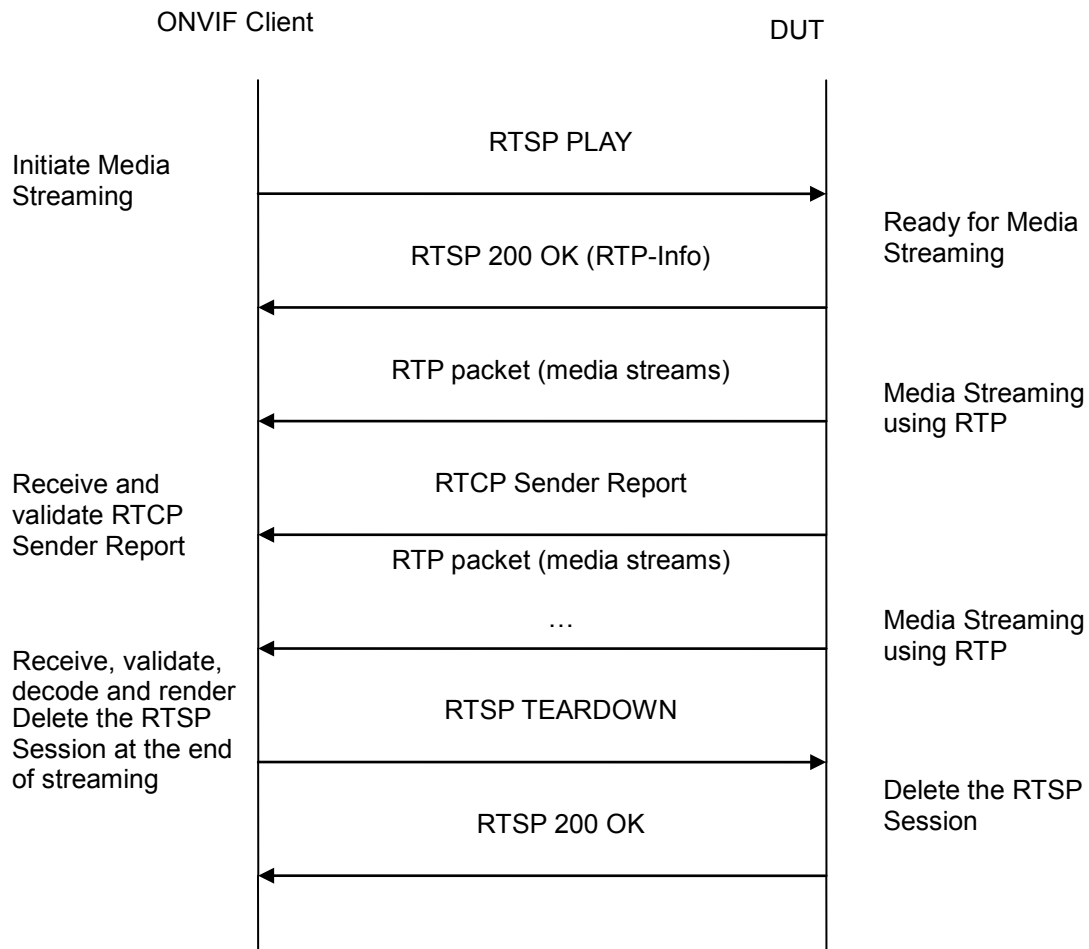 ONVIF Client
DUT
RTSP PLAY
Initiate Media
Streaming
Ready for Media
Streaming
RTSP 200 OK (RTP-Info)
RTP packet (media streams)
Media Streaming
using RTP
RTCP Sender Report
Receive and
validate RTCP
Sender Report
RTP packet (media streams)
…
Media Streaming
using RTP
Receive, validate,
decode and render
Delete the RTSP
Session at the end
of streaming
RTSP TEARDOWN
Delete the RTSP
Session
RTSP 200 OK